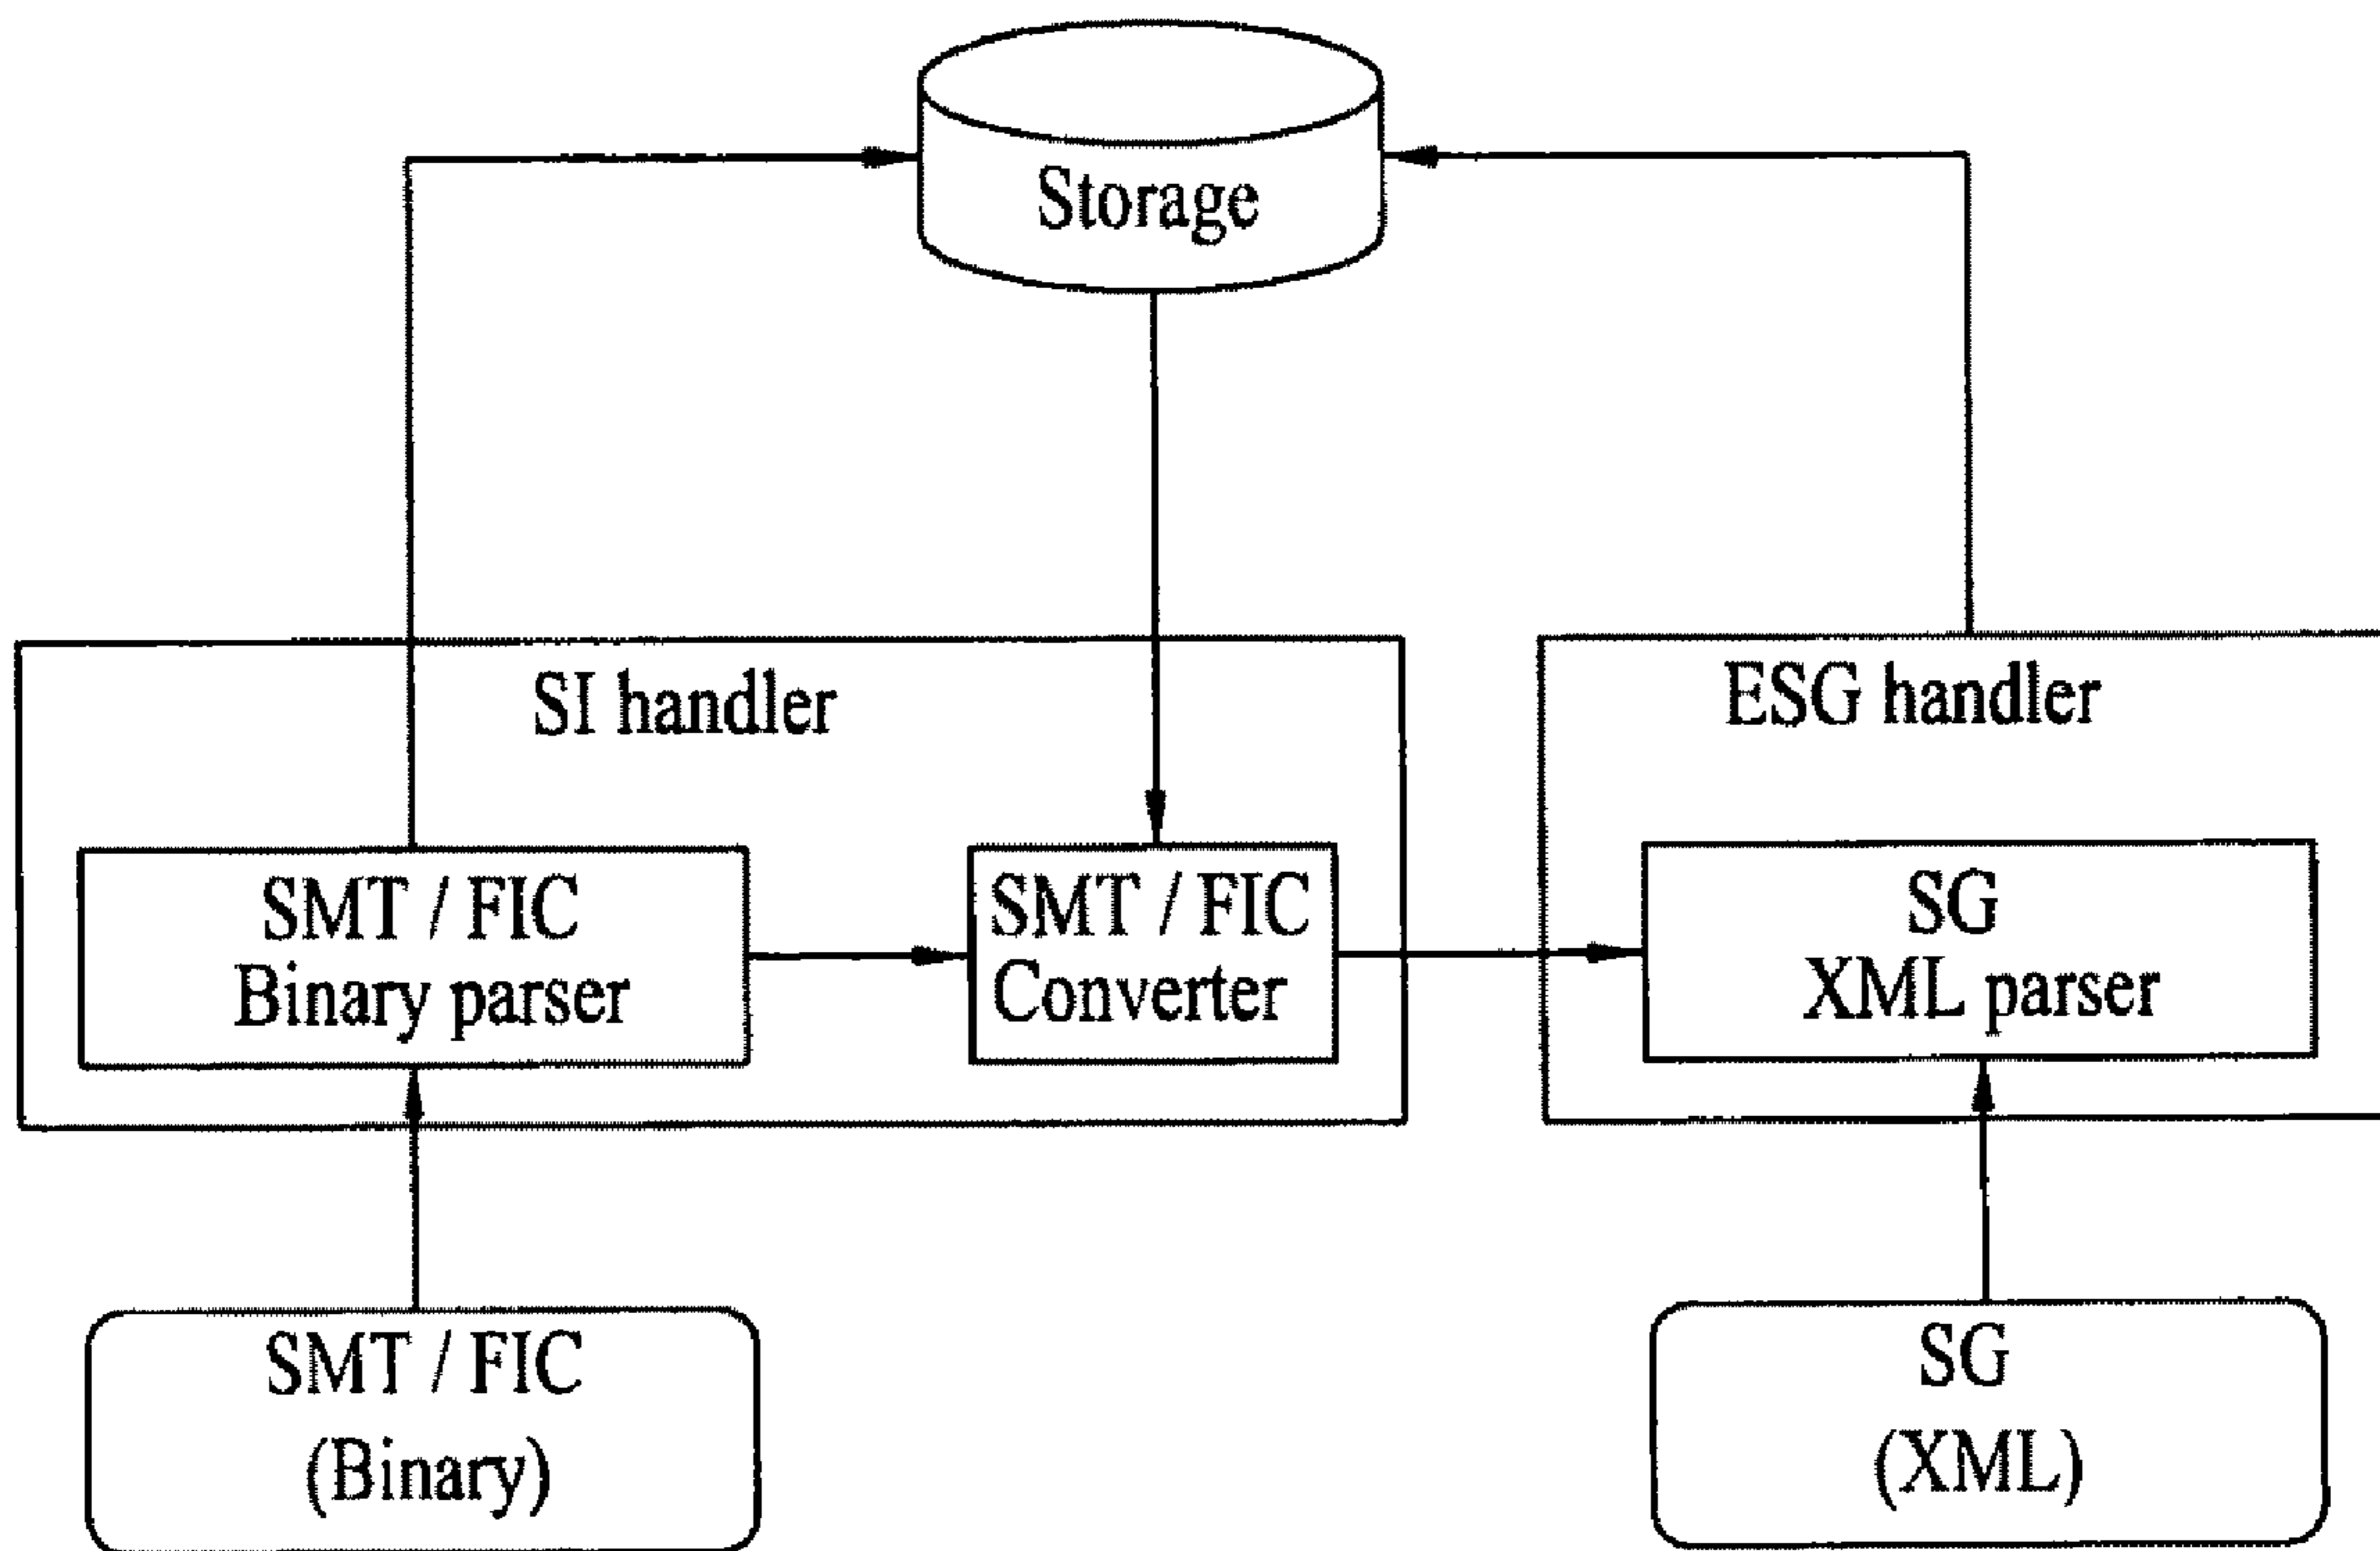 Storage
SI handler
ESG handler
SMT / FIC
Binary parser
SMT / FIC
Converter
SG
XML parser
SMT / FIC
(Binary)
SG
(XML)